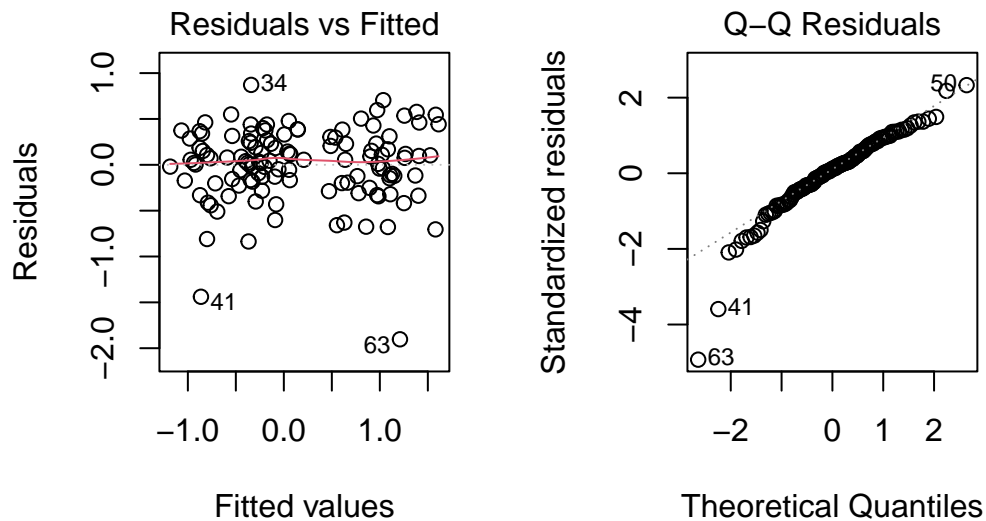 Residuals vs Fitted
Residuals
1.0
0.0
−1.0
−2.0
34
41
63
−1.0 0.0 1.0
Fitted values
Q−Q Residuals
Standardized residuals
2
0
−2
−4
50
41
63
−2 0 1 2
Theoretical Quantiles